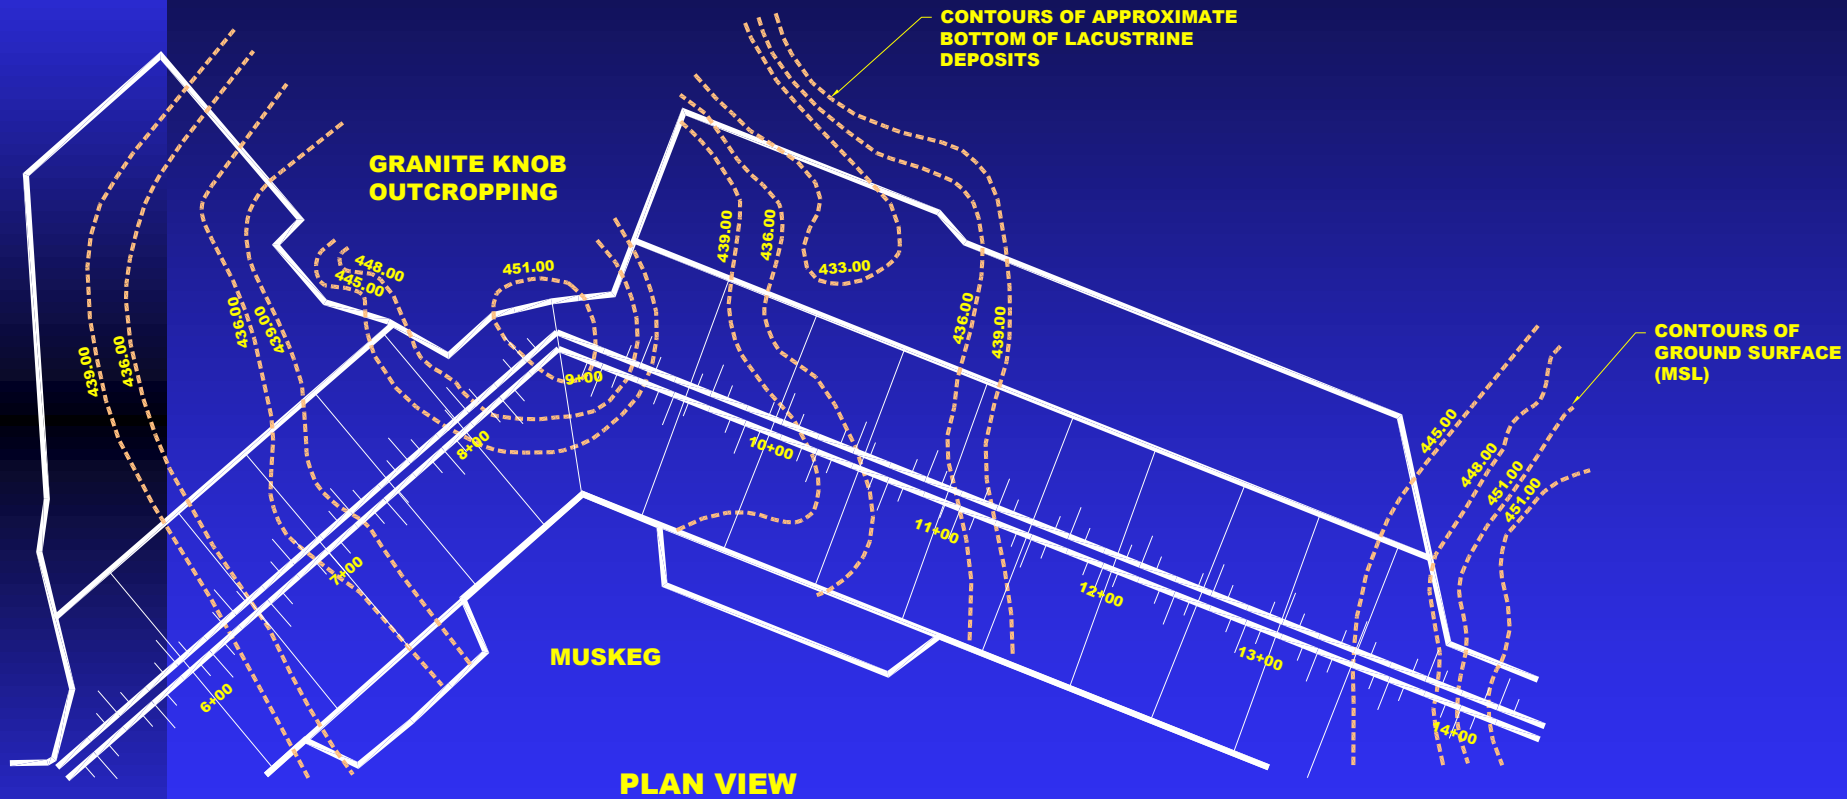 CONTOURS OF APPROXIMATE
BOTTOM OF LACUSTRINE
DEPOSITS
GRANITE KNOB
OUTCROPPING
439.00
436.00
436.00
439.00
448.00
445.00
451.00
439.00
436.00
433.00
436.00
439.00
CONTOURS OF
GROUND SURFACE
(MSL)
445.00
448.00
451.00
451.00
6+00
7+00
8+00
9+00
10+00
11+00
12+00
13+00
14+00
MUSKEG
PLAN VIEW